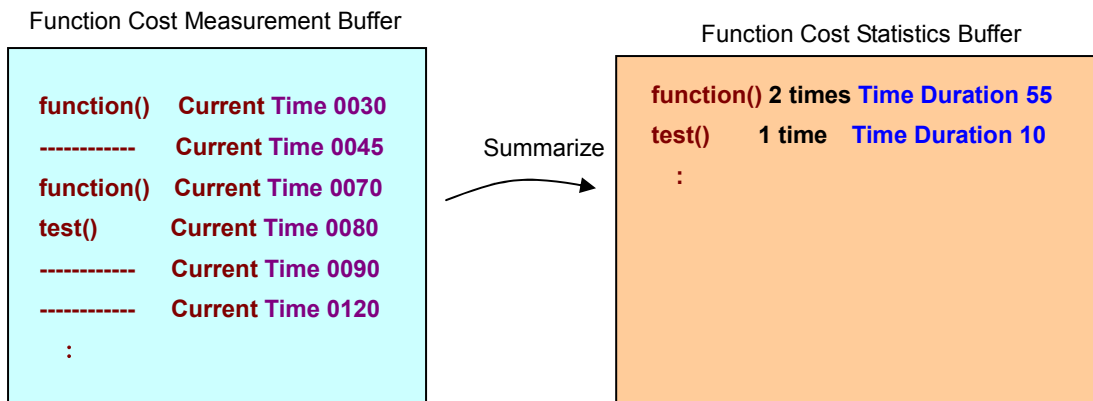 Function Cost Measurement Buffer
function() Current Time 0030
------------- Current Time 0045
function() Current Time 0070
test() Current Time 0080
------------- Current Time 0090
------------- Current Time 0120
:
Summarize
Function Cost Statistics Buffer
function() 2 times Time Duration 55
test() 1 time Time Duration 10
: